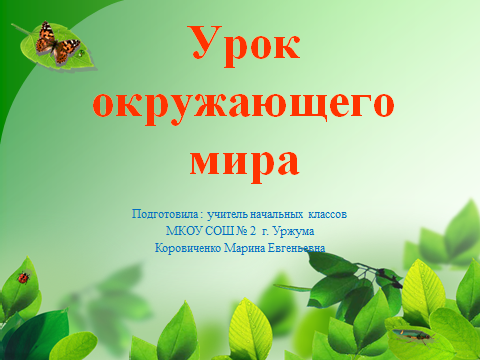 Урок
окружающего
мира
Подготовила : учитель начальных классов
МКОУ СОШ № 2 г. Уржума
Коровиченко Марина Евгеньевна